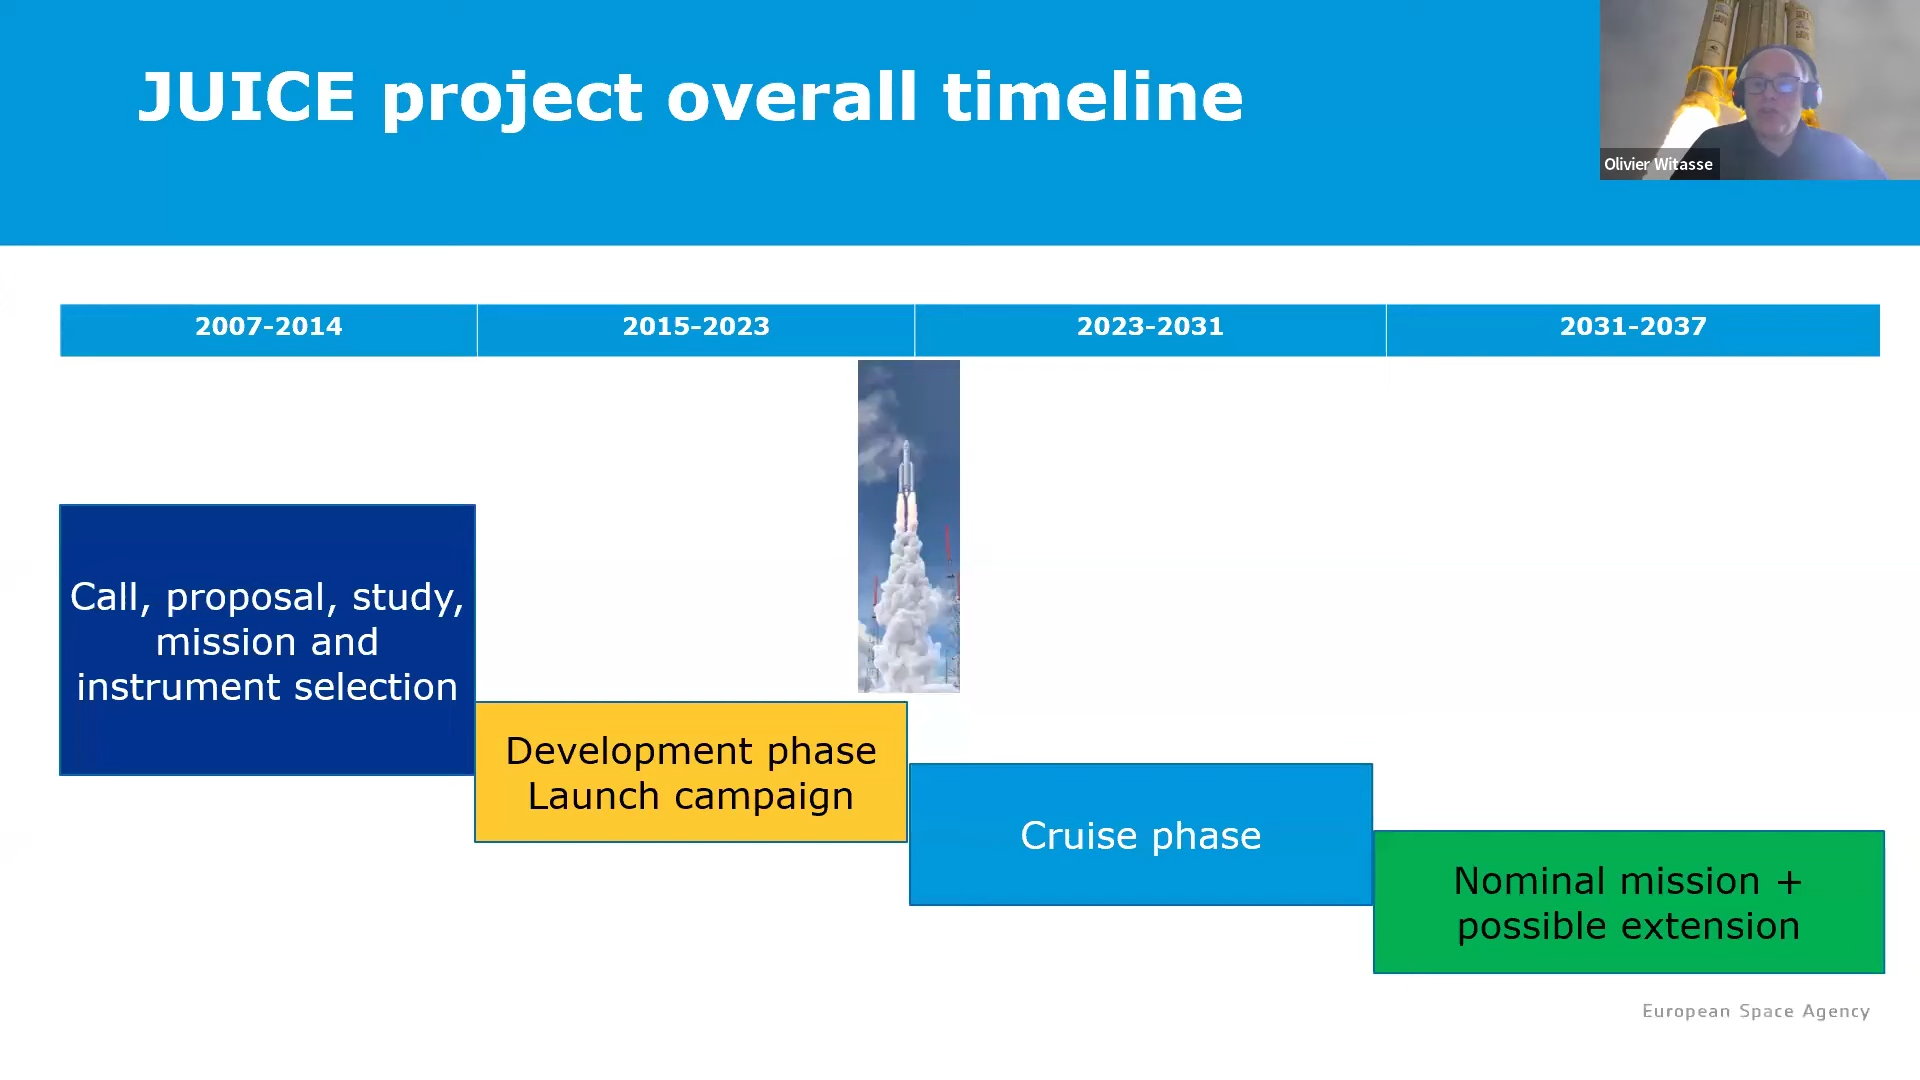 JUICE project overall timeline
Olivier Witasse
2007-2014
2015-2023
2023-2031
2031-2037
Call, proposal, study,
mission and
instrument selection
Development phase
Launch campaign
Cruise phase
Nominal mission +
possible extension
European Space Agency